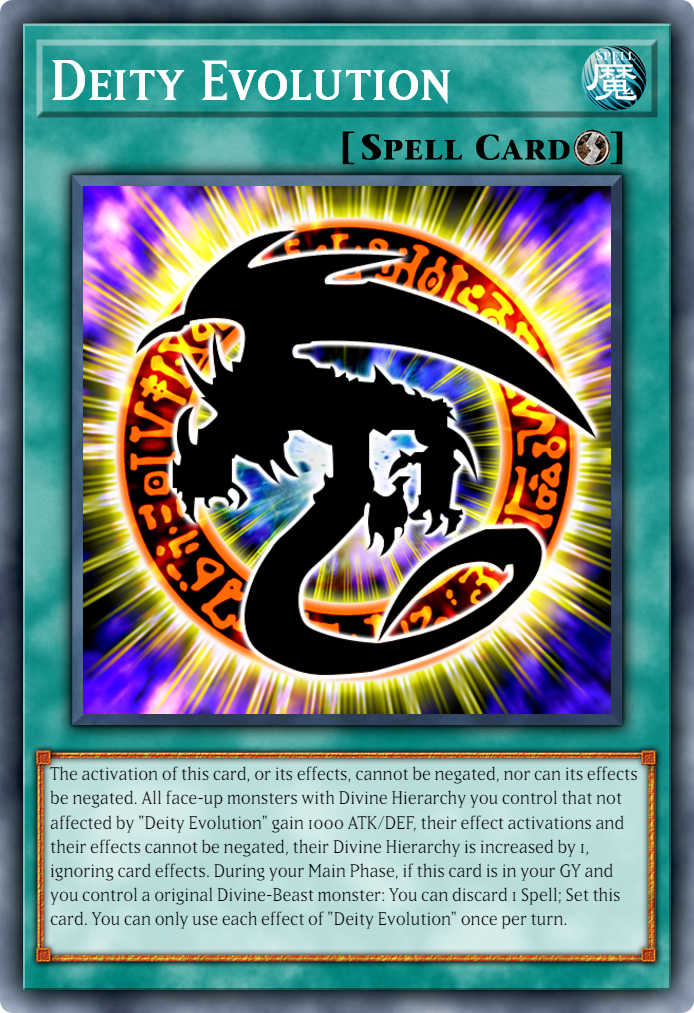 Deity Evolution
SPELL
魔
[Spell Card]
The activation of this card, or its effects, cannot be negated, nor can its effects
be negated. All face-up monsters with Divine Hierarchy you control that not
affected by "Deity Evolution" gain 1000 ATK/DEF, their effect activations and
their effects cannot be negated, their Divine Hierarchy is increased by 1,
ignoring card effects. During your Main Phase, if this card is in your GY and
you control a original Divine-Beast monster: You can discard 1 Spell; Set this
card. You can only use each effect of "Deity Evolution" once per turn.